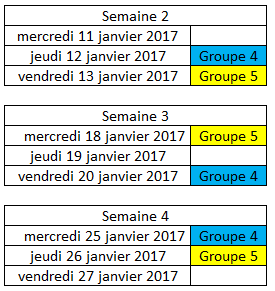 Semaine 2
mercredi 11 janvier 2017
jeudi 12 janvier 2017 Groupe 4
vendredi 13 janvier 2017 Groupe 5
Semaine 3
mercredi 18 janvier 2017 Groupe 5
jeudi 19 janvier 2017
vendredi 20 janvier 2017 Groupe 4
Semaine 4
mercredi 25 janvier 2017 Groupe 4
jeudi 26 janvier 2017 Groupe 5
vendredi 27 janvier 2017